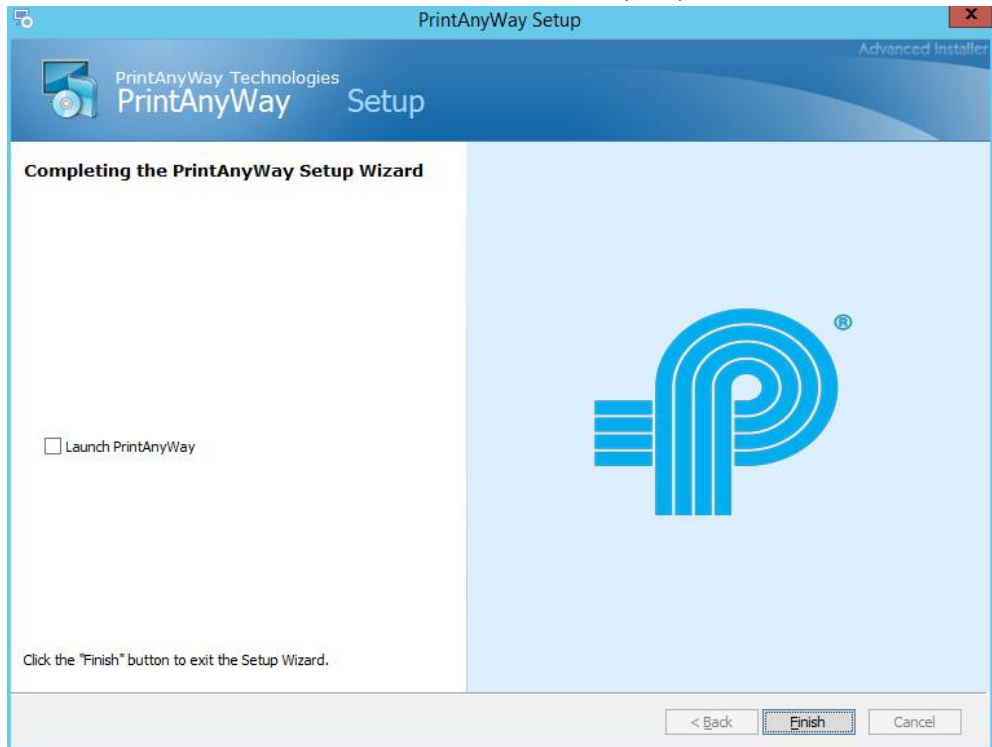 PrintAnyWay Setup
x
Advanced Installer
PrintAnyWay Technologies
PrintAnyWay Setup
Completing the PrintAnyWay Setup Wizard
®
Launch PrintAnyWay
Click the "Finish" button to exit the Setup Wizard.
< Back Finish Cancel